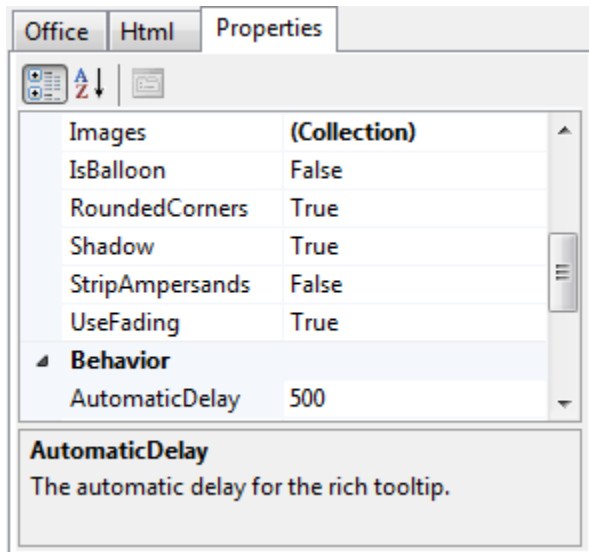 Office Html Properties
A
Z
Images (Collection)
IsBalloon False
RoundedCorners True
Shadow True
StripAmpersands False
UseFading True
Behavior
AutomaticDelay 500
AutomaticDelay
The automatic delay for the rich tooltip.